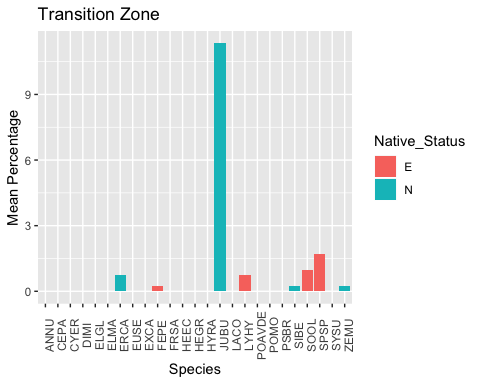 Transition Zone
Mean Percentage
9
6
3
0
ANNU
CEPA
CYER
DIMI
ELGL
ELMA
ERCA
EUSE
EXCA
FEPE
FRSA
HEEC
HEGR
HYRA
JUBU
LACO
LYHY
POAVDE
POMO
PSBR
SIBE
SOOL
SPSP
SYSU
ZEMU
Species
Native_Status
E
N